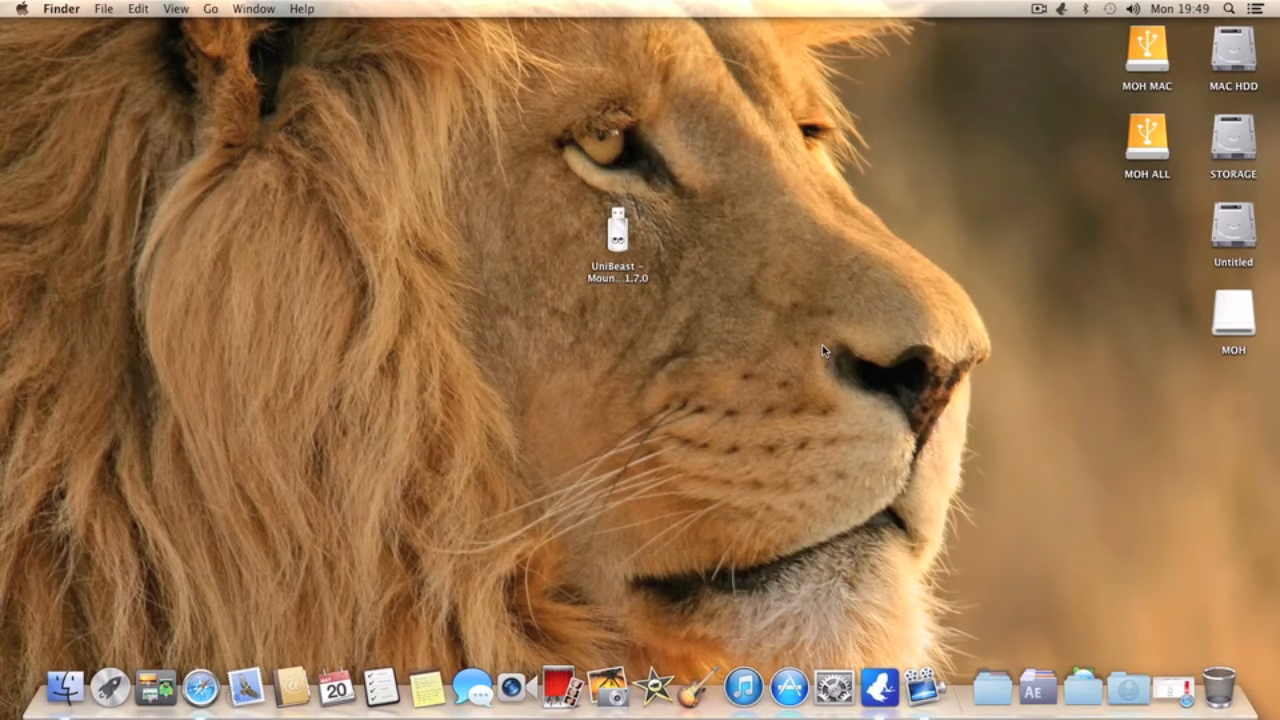 Finder File Edit View Go Window Help Mon 19:49
MOH MAC MAC HDD
MOH ALL STORAGE
UniBeast –
Moun...1.7.0
Untitled
MOH
20
AE